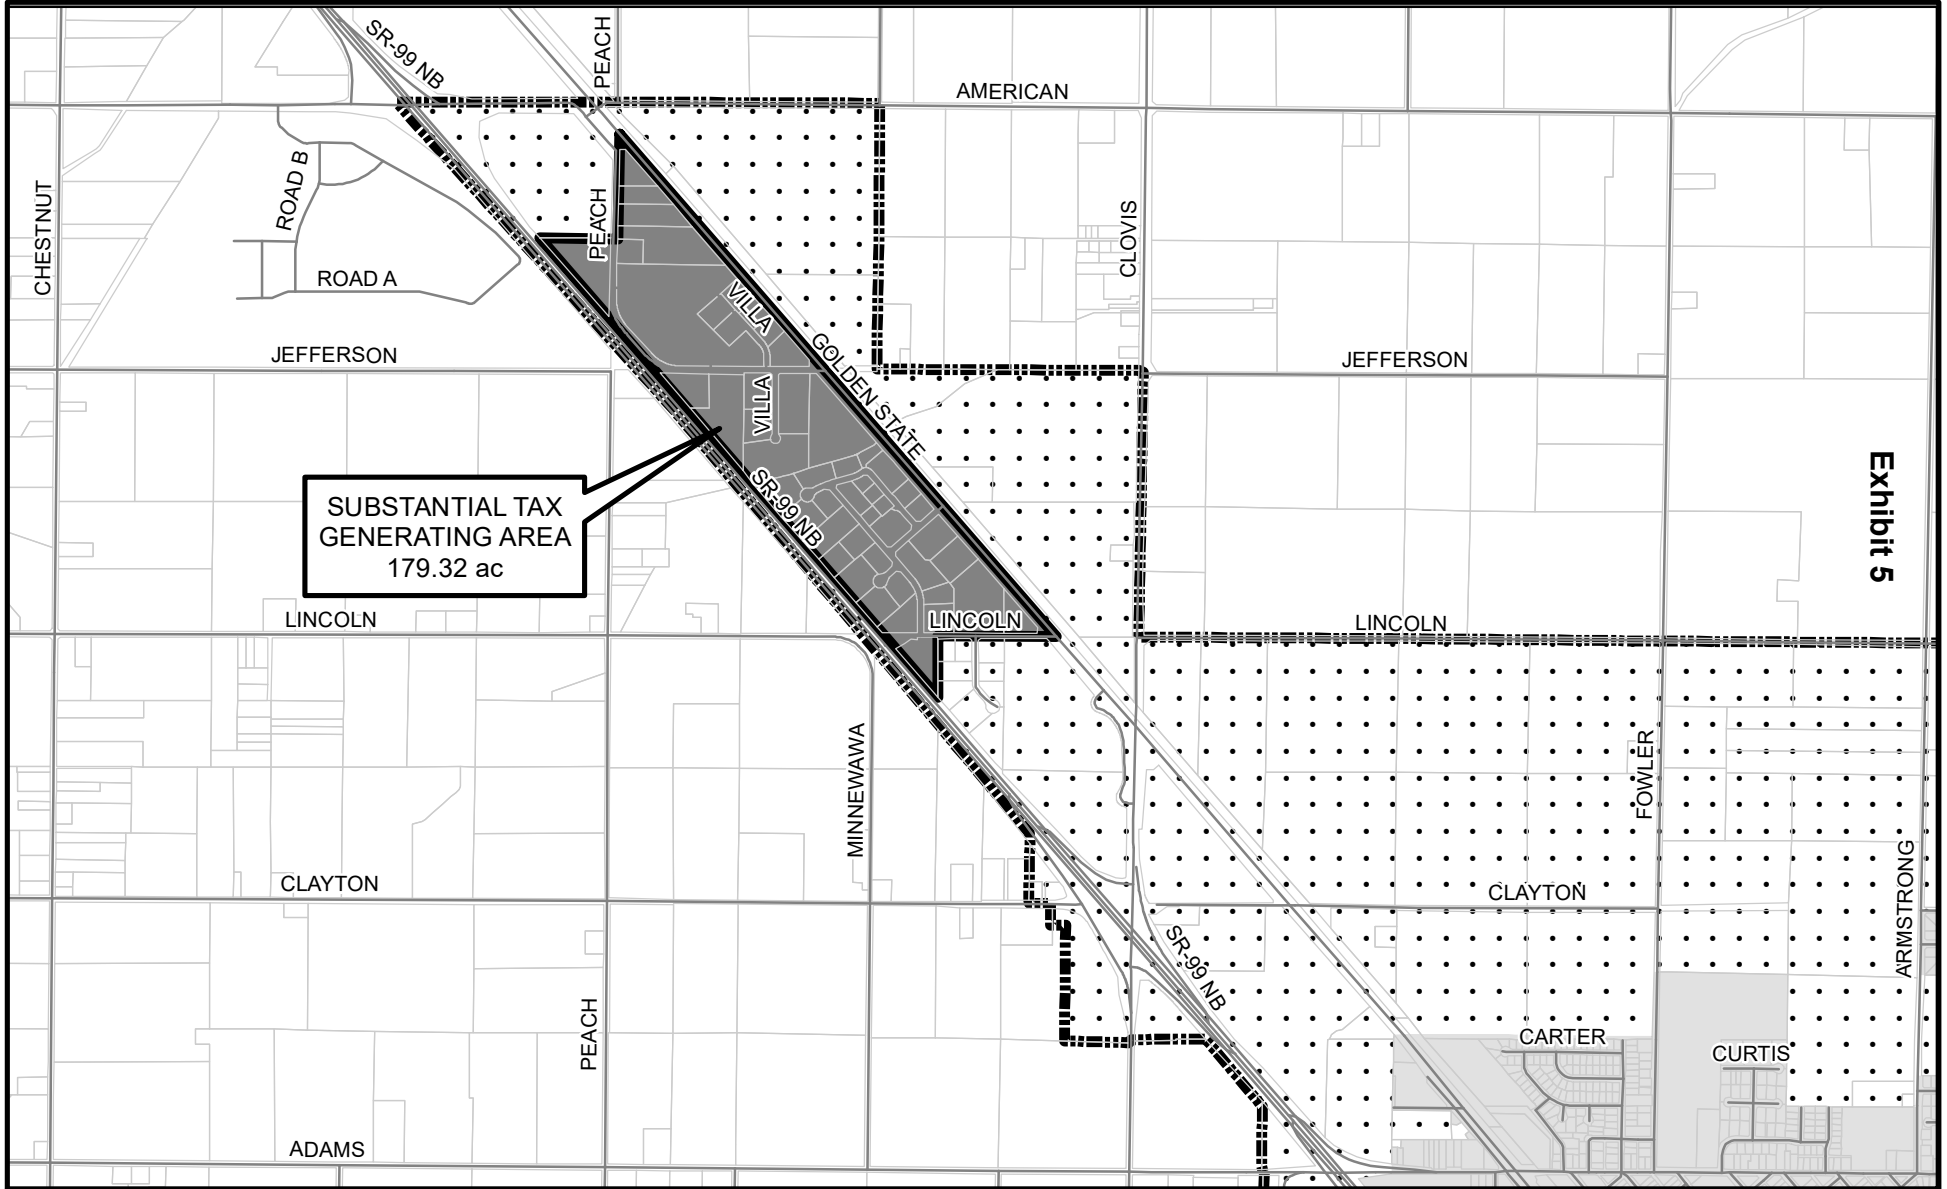 SR-99 NB
PEACH
AMERICAN
ROAD B
CHESTNUT
PEACH
CLOVIS
ROAD A
VILLA
JEFFERSON
GOLDEN STATE
JEFFERSON
VILLA
SUBSTANTIAL TAX
GENERATING AREA
179.32 ac
SR-99 NB
Exhibit 5
LINCOLN
LINCOLN
LINCOLN
MINNEWAWA
FOWLER
CLAYTON
CLAYTON
ARMSTRONG
SR-99 NB
PEACH
CARTER
CURTIS
ADAMS